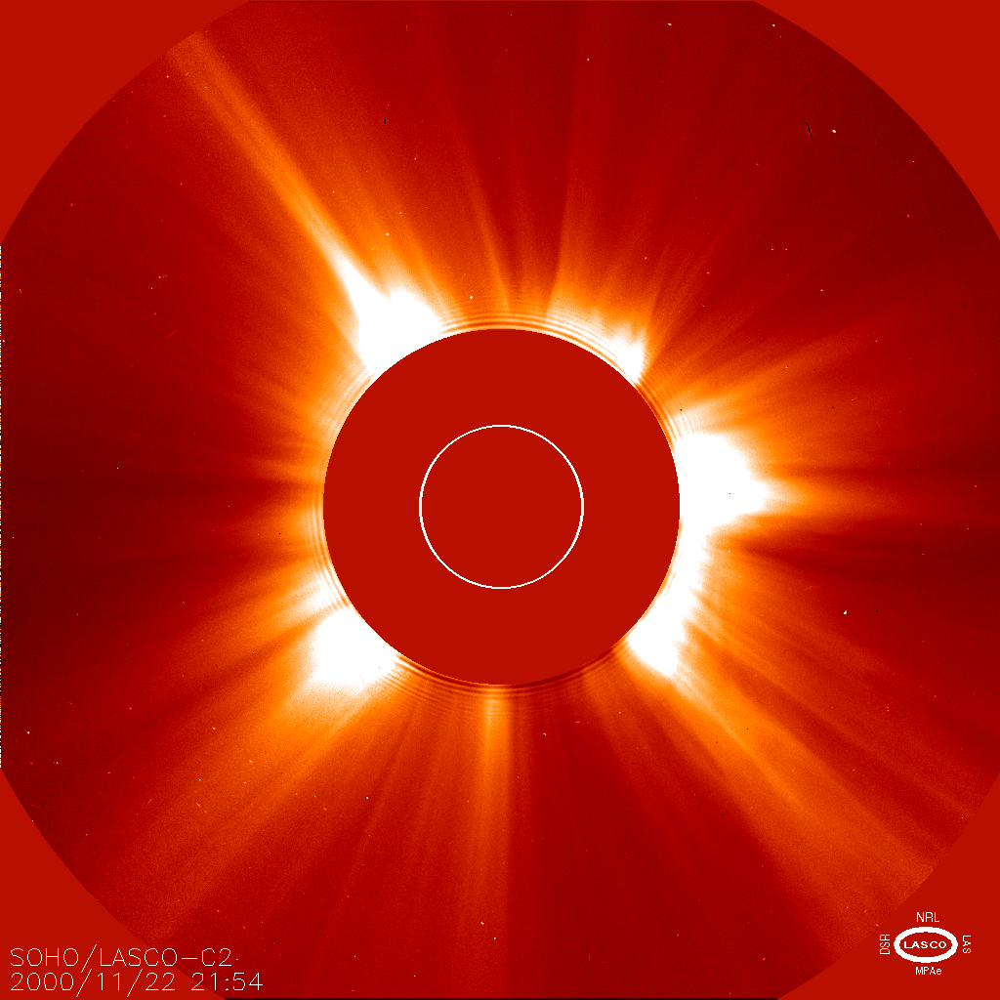 SOHO/LASCO-C2
2000/11/22 21:54
NRL
DSR
LASCO
LAS
MPAe